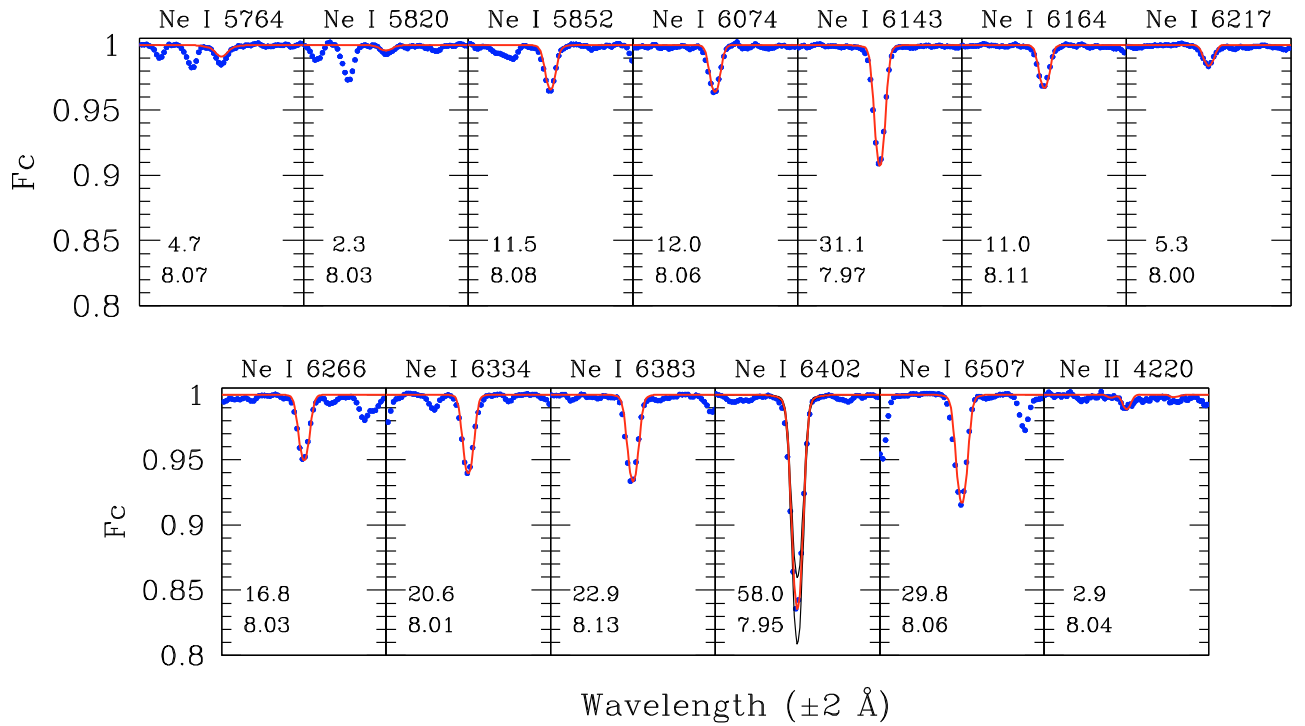 Ne I 5764 Ne I 5820 Ne I 5852 Ne I 6074 Ne I 6143 Ne I 6164 Ne I 6217
1
0.95
0.9
0.85
0.8
Fc
4.7 2.3 11.5 12.0 31.1 11.0 5.3
8.07 8.03 8.08 8.06 7.97 8.11 8.00
Ne I 6266 Ne I 6334 Ne I 6383 Ne I 6402 Ne I 6507 Ne II 4220
1
0.95
0.9
0.85
0.8
Fc
16.8 20.6 22.9 58.0 29.8 2.9
8.03 8.01 8.13 7.95 8.06 8.04
Wavelength (±2 Å)